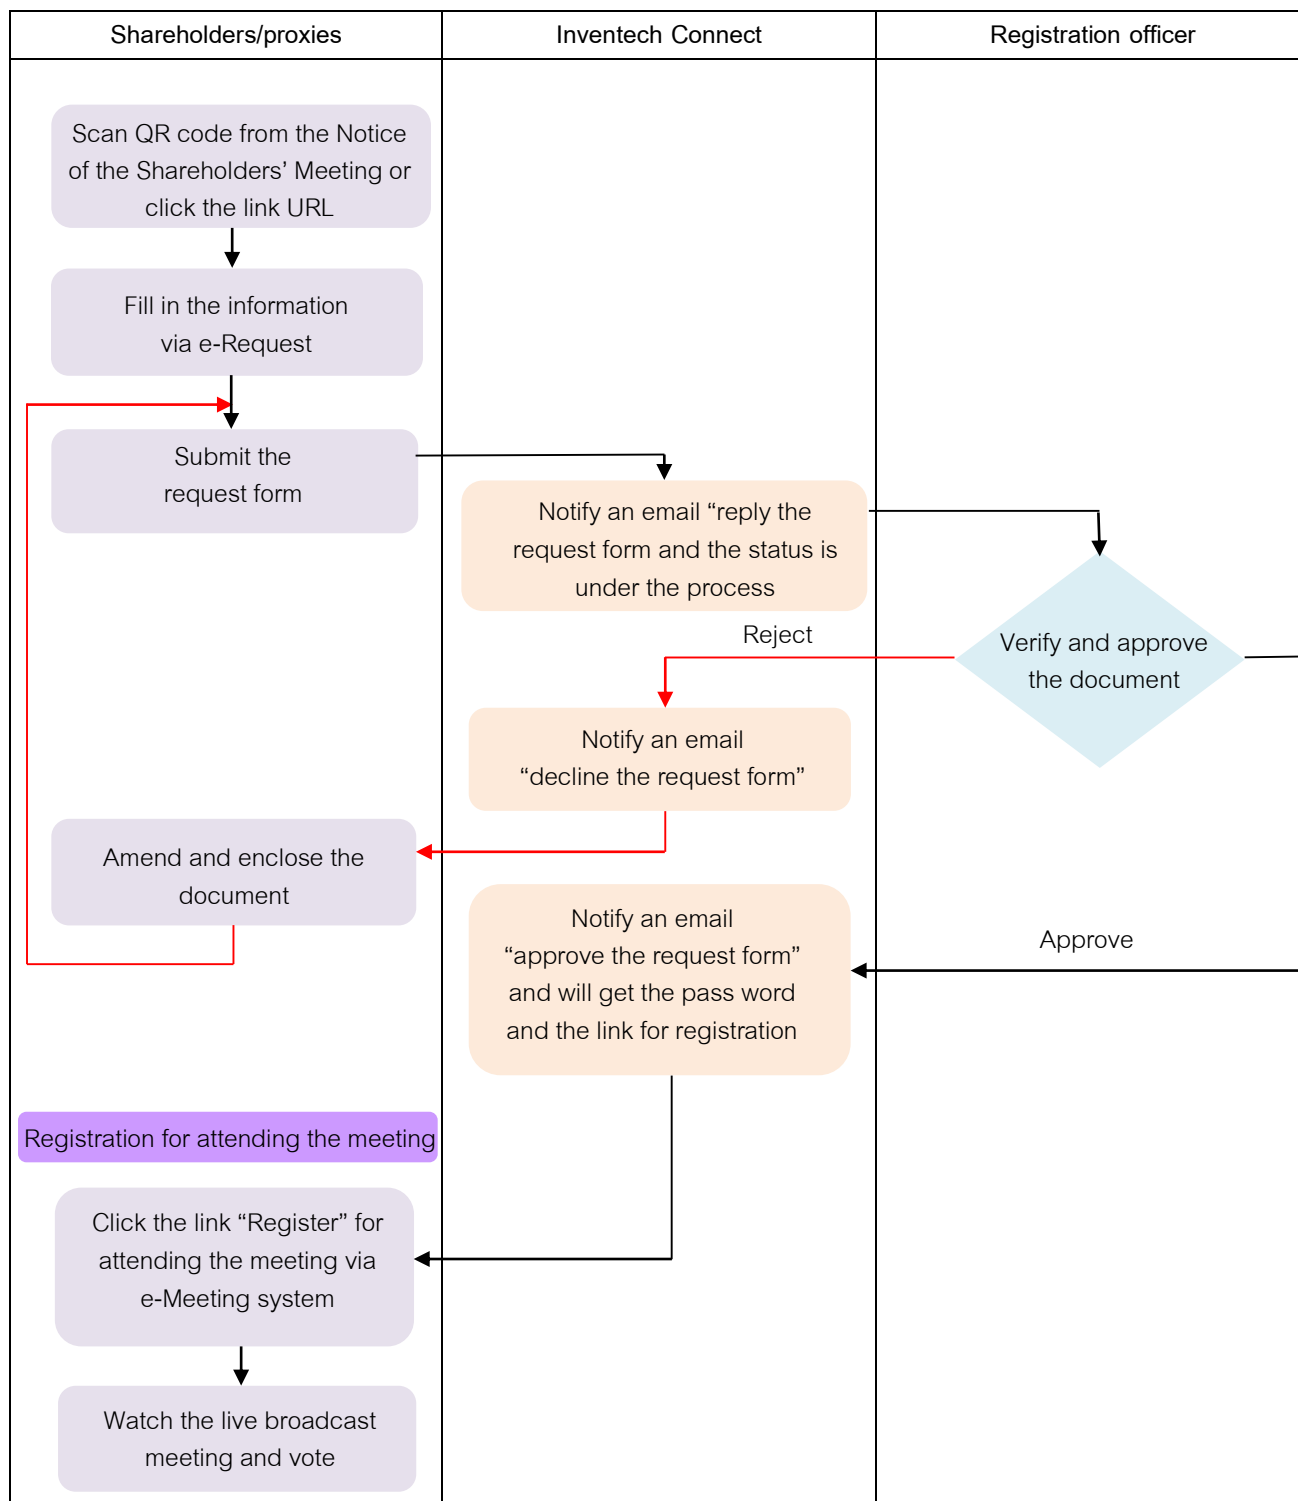 Shareholders/proxies
Inventech Connect
Registration officer
Scan QR code from the Notice
of the Shareholders’ Meeting or
click the link URL
Fill in the information
via e-Request
Submit the
request form
Notify an email “reply the
request form and the status is
under the process
Verify and approve
the document
Reject
Notify an email
“decline the request form”
Amend and enclose the
document
Notify an email
“approve the request form”
and will get the pass word
and the link for registration
Approve
Registration for attending the meeting
Click the link “Register” for
attending the meeting via
e-Meeting system
Watch the live broadcast
meeting and vote